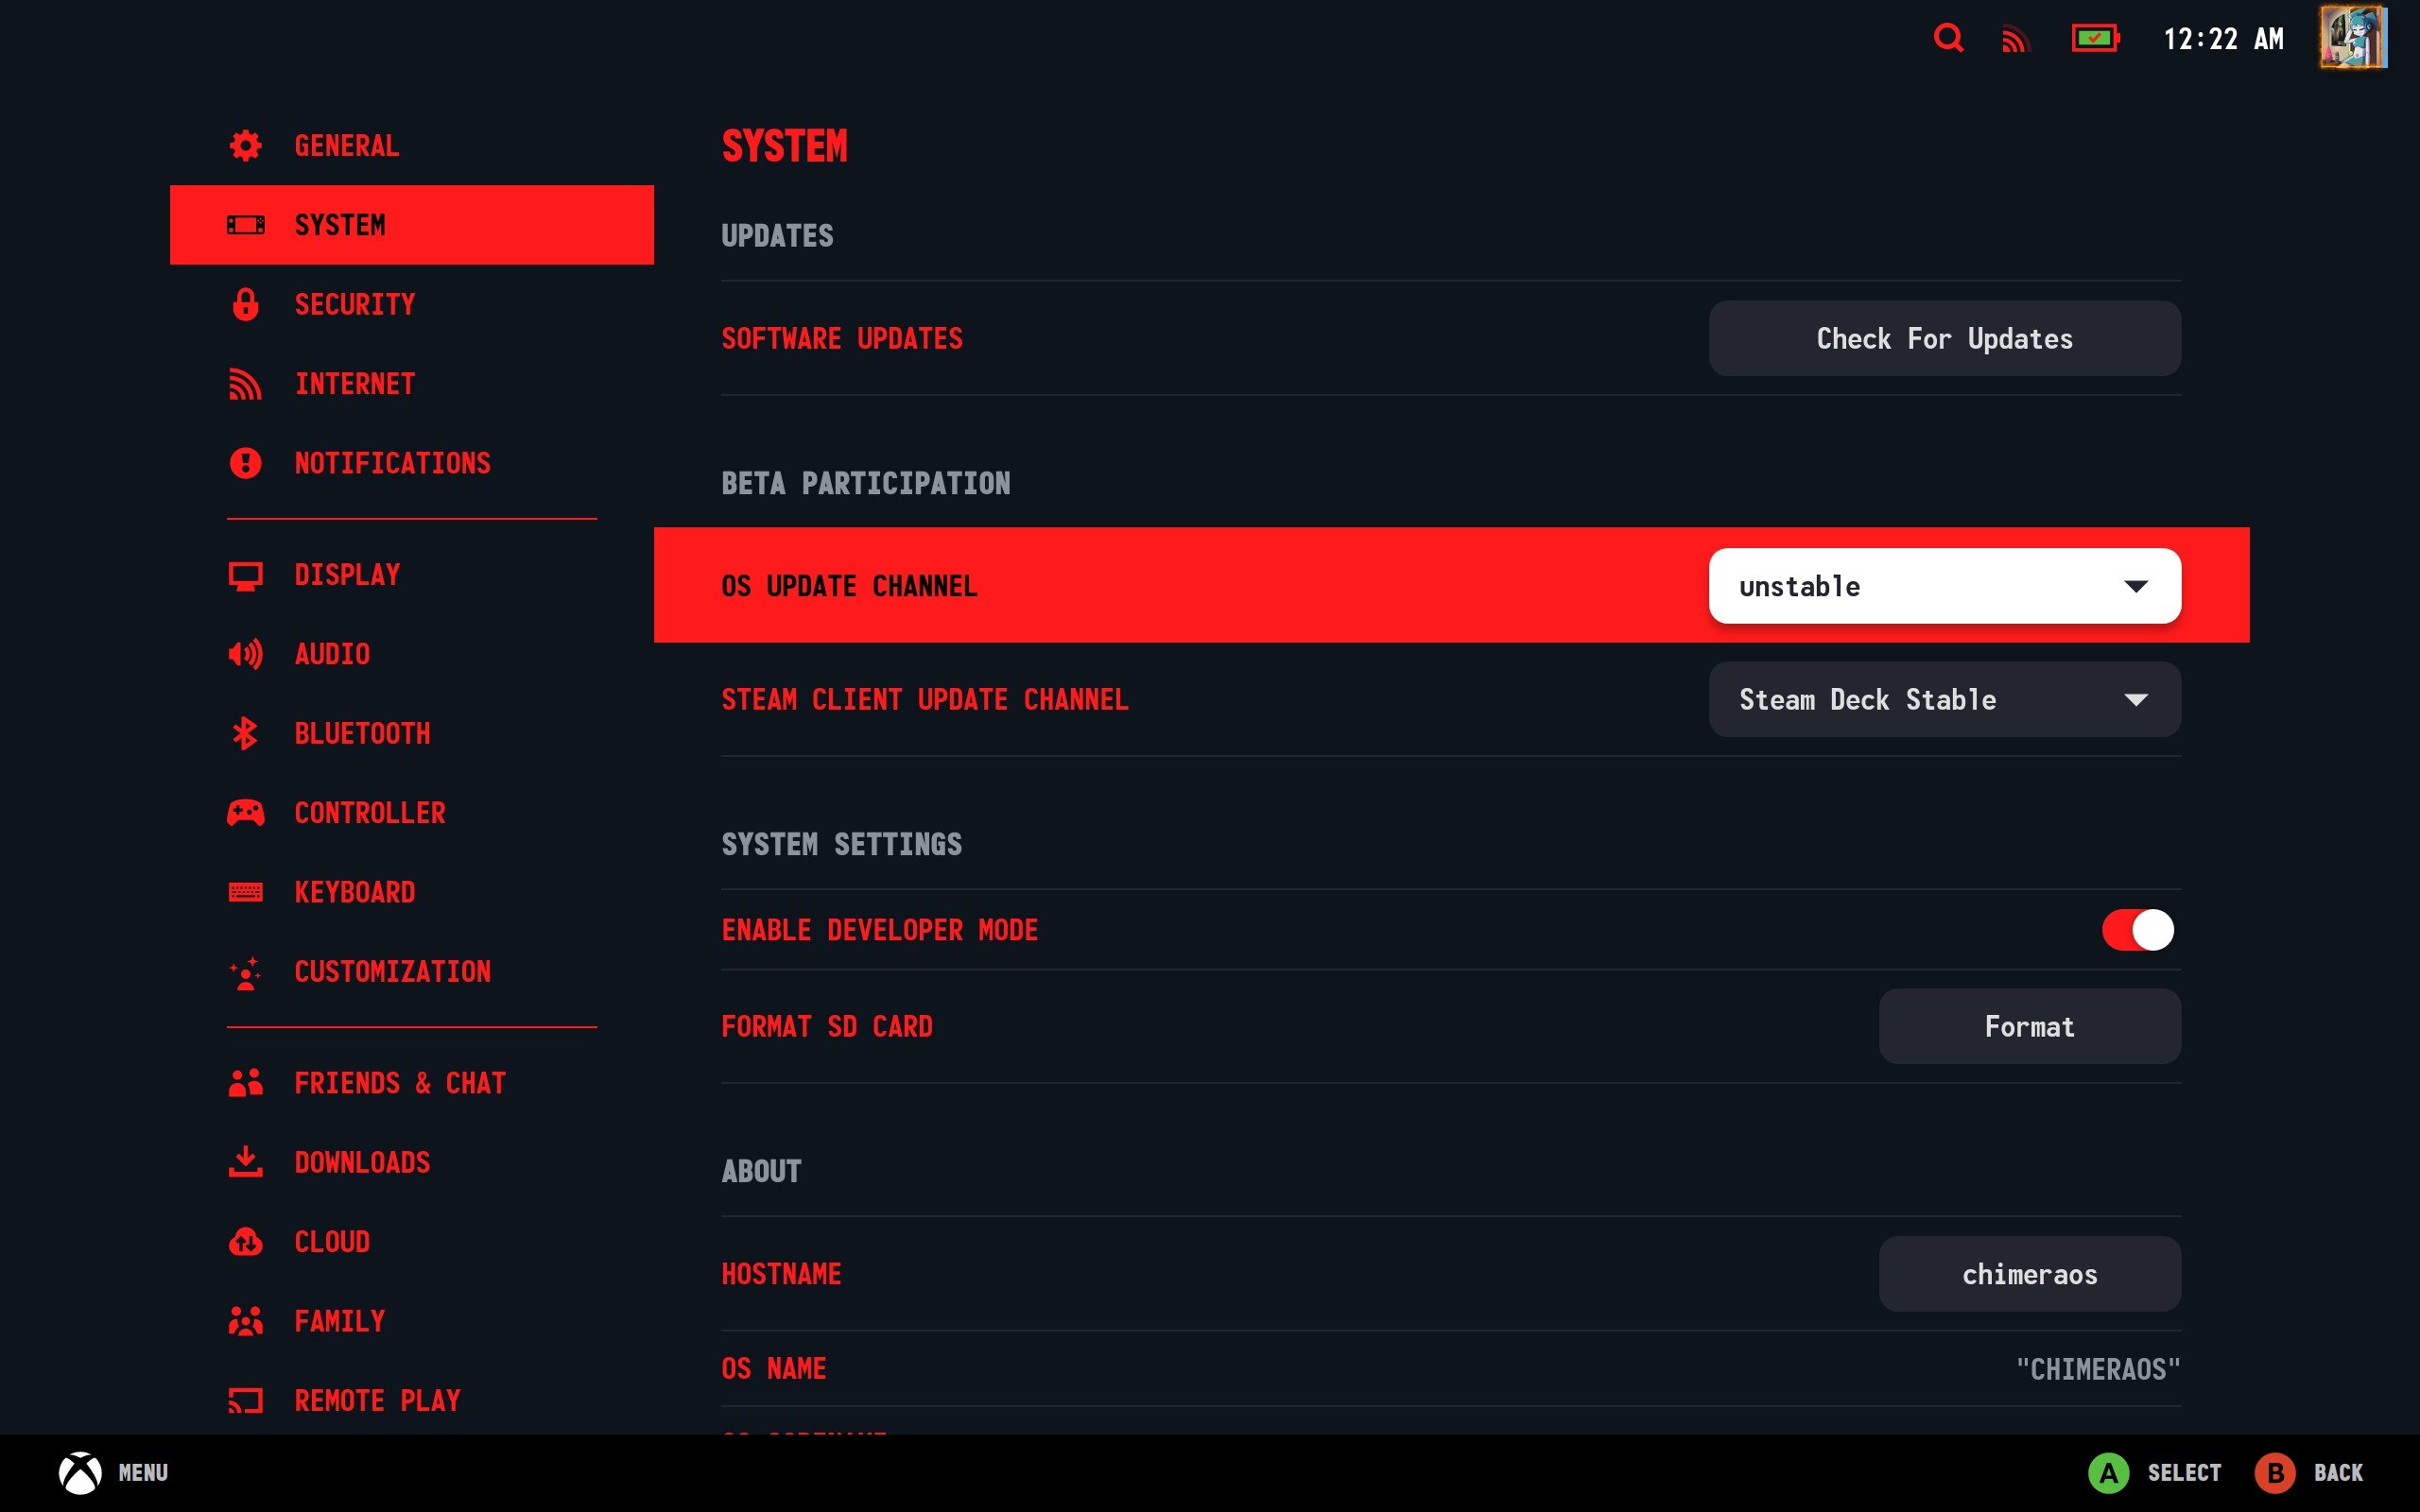 12:22 AM
GENERAL
SYSTEM
SECURITY
INTERNET
NOTIFICATIONS
DISPLAY
AUDIO
BLUETOOTH
CONTROLLER
KEYBOARD
CUSTOMIZATION
FRIENDS & CHAT
DOWNLOADS
CLOUD
FAMILY
REMOTE PLAY
SYSTEM
UPDATES
SOFTWARE UPDATES
Check For Updates
BETA PARTICIPATION
OS UPDATE CHANNEL
unstable
STEAM CLIENT UPDATE CHANNEL
Steam Deck Stable
SYSTEM SETTINGS
ENABLE DEVELOPER MODE
FORMAT SD CARD
Format
ABOUT
HOSTNAME
chimeraos
OS NAME
"CHIMERAOS"
MENU
A SELECT
B BACK